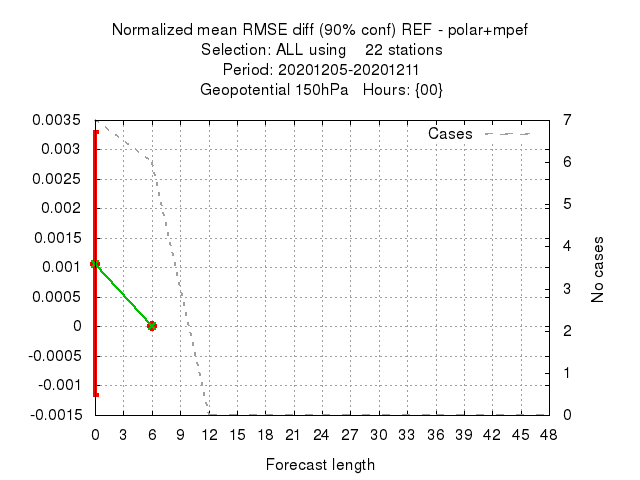 Normalized mean RMSE diff (90% conf) REF - polar+mpef
Selection: ALL using    22 stations
Period: 20201205-20201211
Geopotential 150hPa   Hours: {00}
Cases
0.0035
0.003
0.0025
0.002
0.0015
0.001
0.0005
0
-0.0005
-0.001
-0.0015
7
6
5
4
3
2
1
0
No cases
0 3 6 9 12 15 18 21 24 27 30 33 36 39 42 45 48
Forecast length